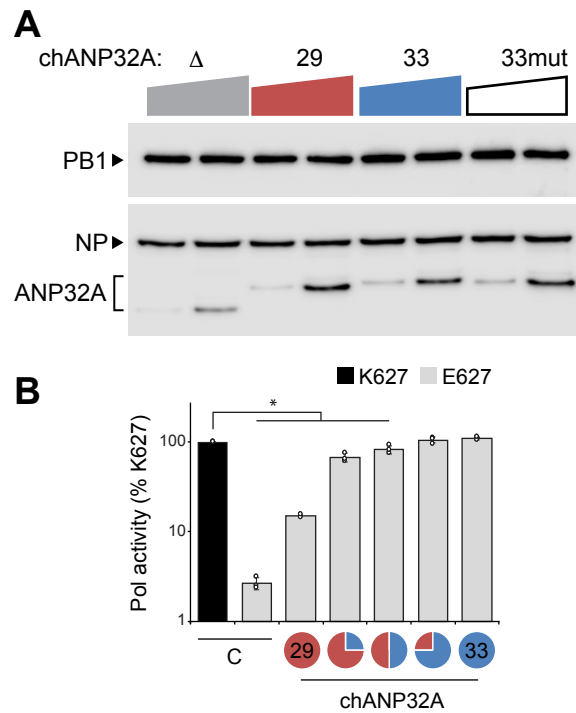 A
chANP32A: Δ 29 33 33mut
PB1
NP
ANP32A
B
K627 E627
*
Pol activity (% K627)
100
10
1
C
29
33
chANP32A